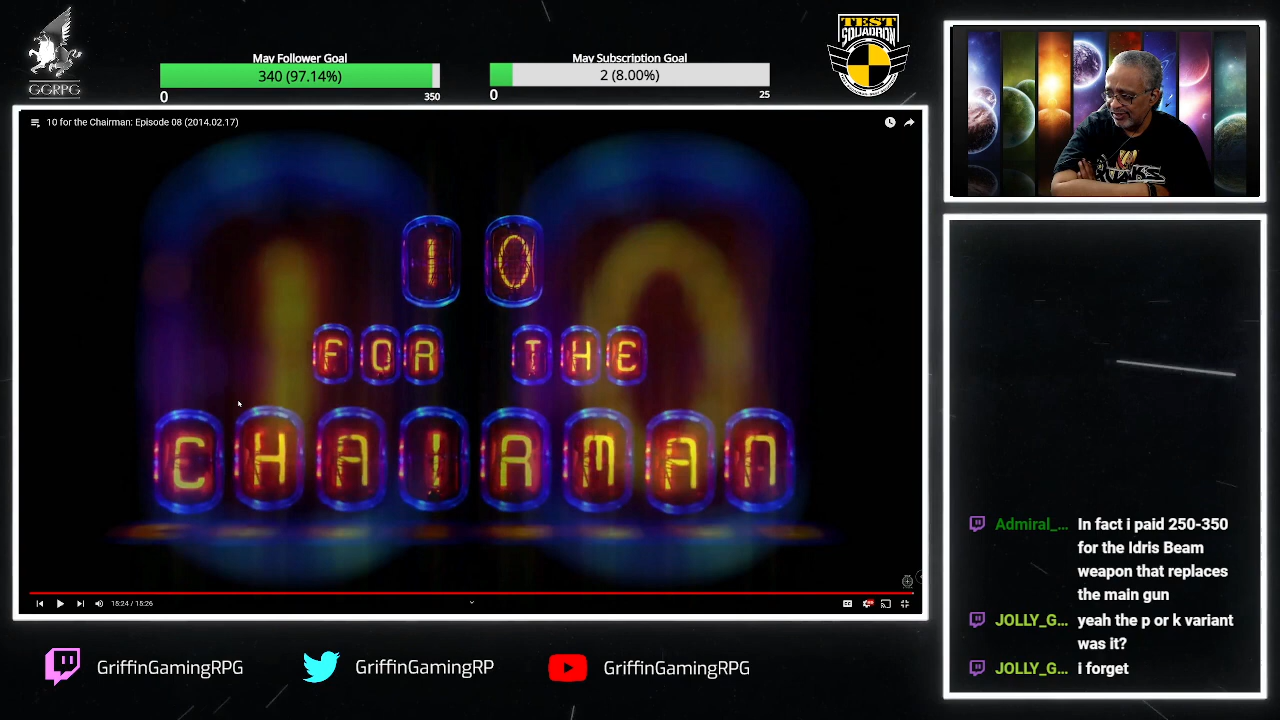 GGRPG
May Follower Goal
340 (97.14%)
0
350
May Subscription Goal
2 (8.00%)
0
25
TEST
SQUADRON
10 for the Chairman: Episode 08 (2014.02.17)
10
FOR THE
CHAIRMAN
15:24 / 15:26
Admiral_... In fact i paid 250-350
for the Idris Beam
weapon that replaces
the main gun
JOLLY_G... yeah the p or k variant
was it?
JOLLY_G... i forget
GriffinGamingRPG
GriffinGamingRP
GriffinGamingRPG